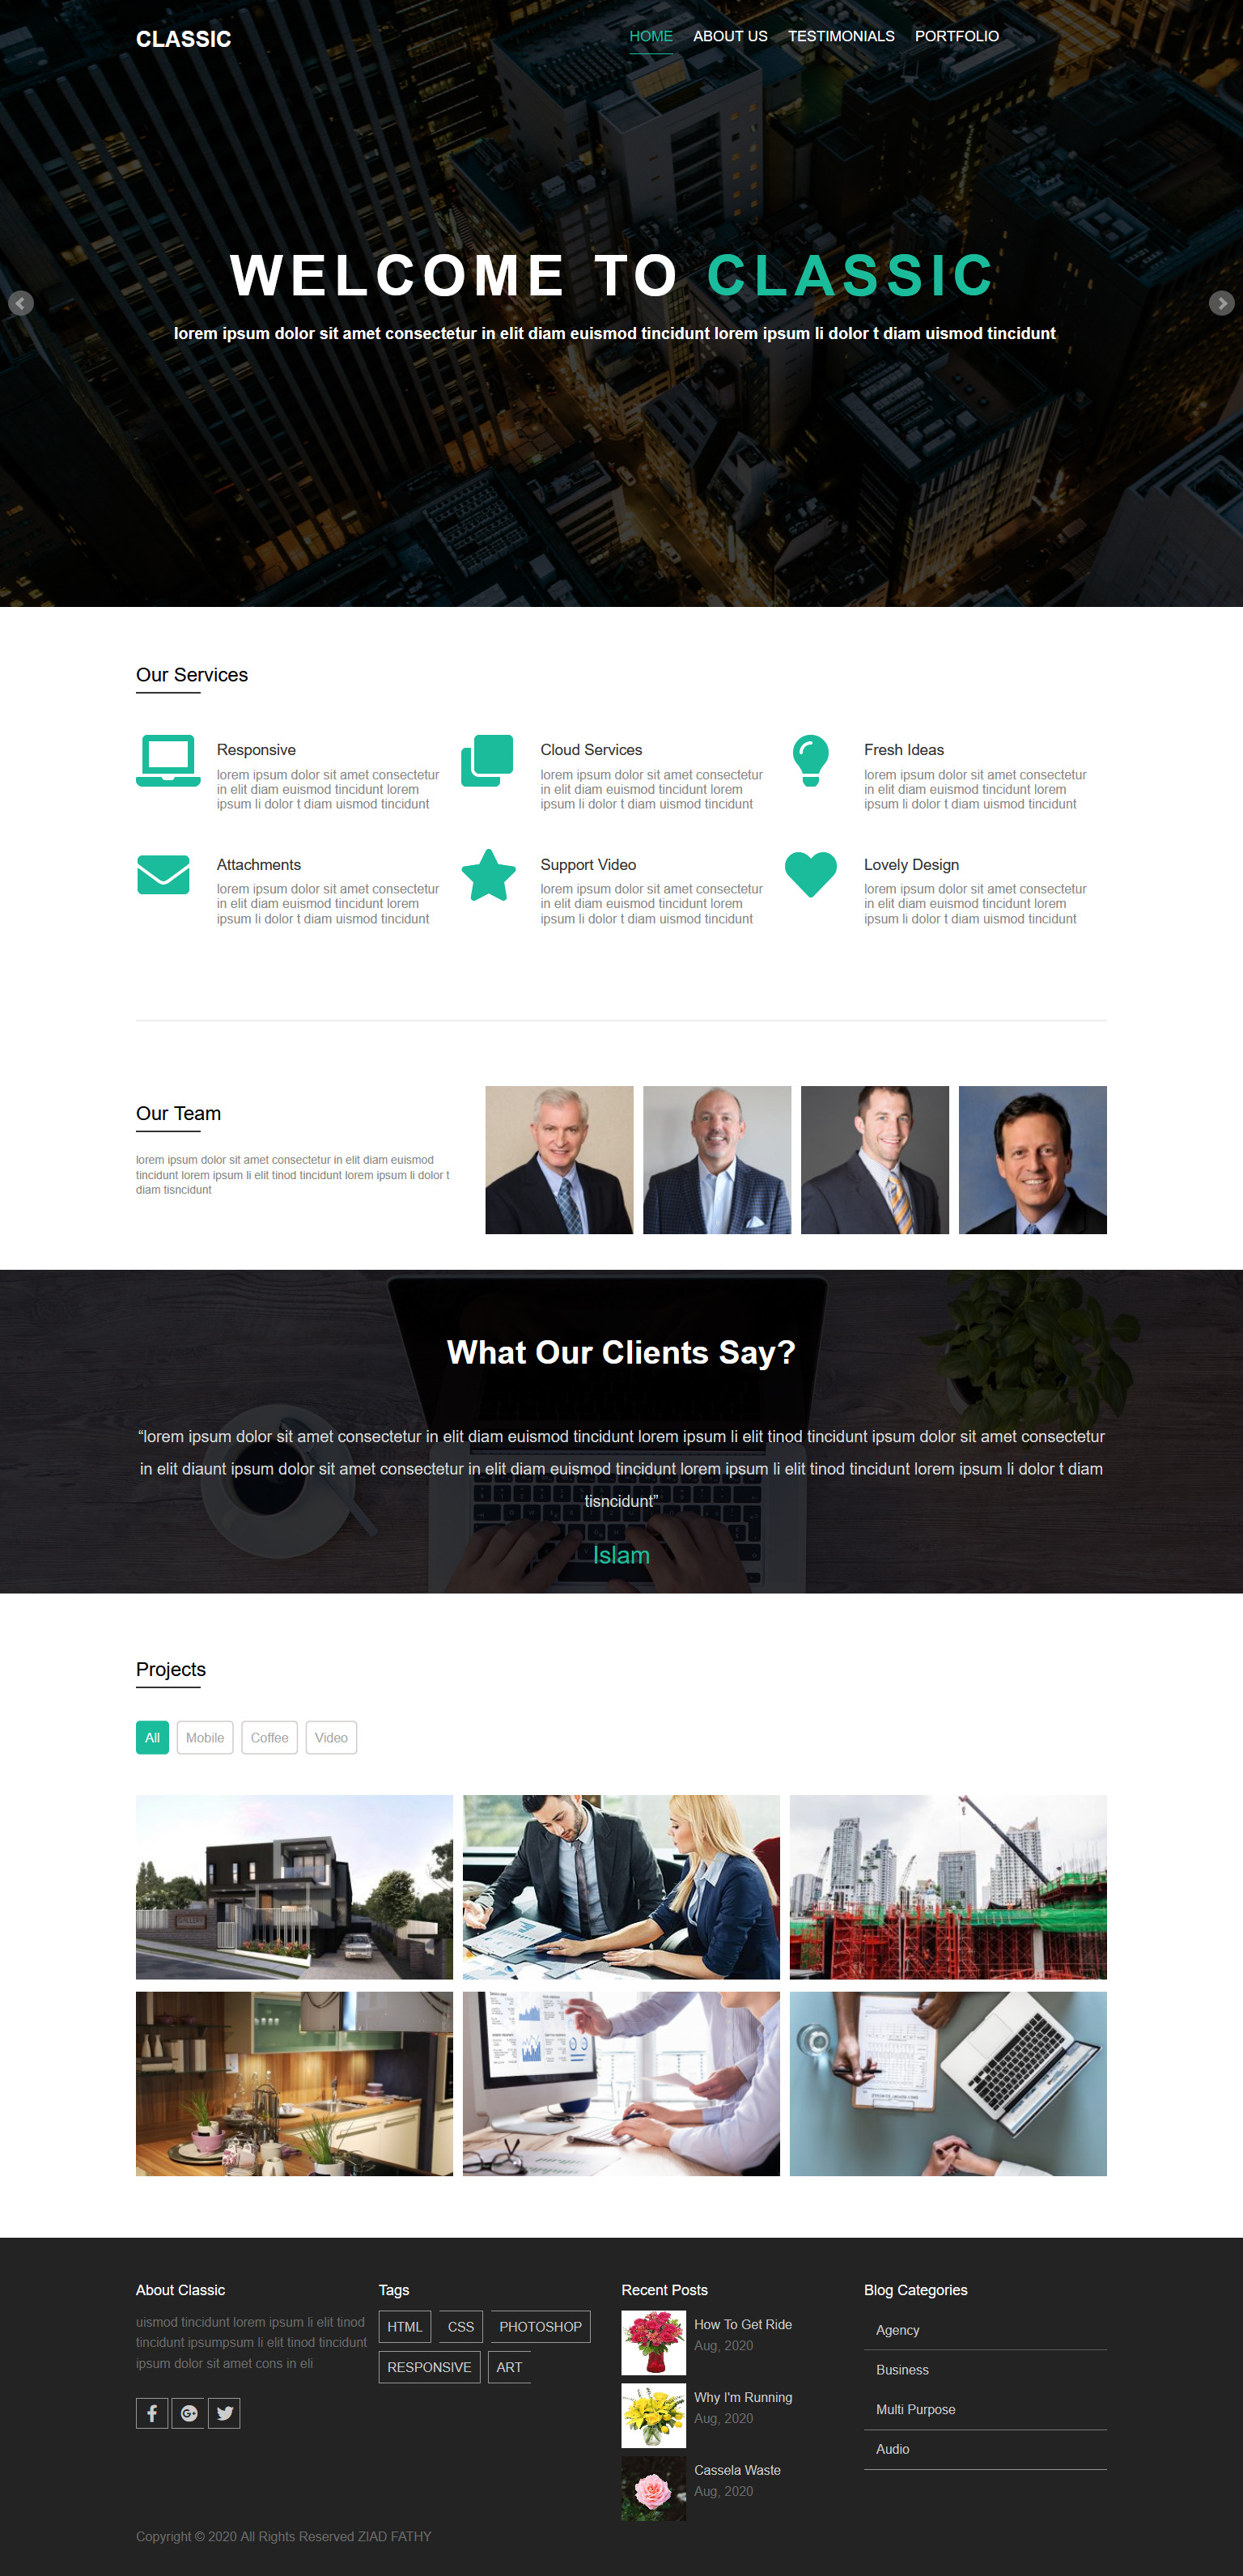 CLASSIC
HOME ABOUT US TESTIMONIALS PORTFOLIO
WELCOME TO CLASSIC
lorem ipsum dolor sit amet consectetur in elit diam euismod tincidunt lorem ipsum li dolor t diam uismod tincidunt
Our Services
Responsive
lorem ipsum dolor sit amet consectetur
in elit diam euismod tincidunt lorem
ipsum li dolor t diam uismod tincidunt
Cloud Services
lorem ipsum dolor sit amet consectetur
in elit diam euismod tincidunt lorem
ipsum li dolor t diam uismod tincidunt
Fresh Ideas
lorem ipsum dolor sit amet consectetur
in elit diam euismod tincidunt lorem
ipsum li dolor t diam uismod tincidunt
Attachments
lorem ipsum dolor sit amet consectetur
in elit diam euismod tincidunt lorem
ipsum li dolor t diam uismod tincidunt
Support Video
lorem ipsum dolor sit amet consectetur
in elit diam euismod tincidunt lorem
ipsum li dolor t diam uismod tincidunt
Lovely Design
lorem ipsum dolor sit amet consectetur
in elit diam euismod tincidunt lorem
ipsum li dolor t diam uismod tincidunt
Our Team
lorem ipsum dolor sit amet consectetur in elit diam euismod
tincidunt lorem ipsum li elit tinod tincidunt lorem ipsum li dolor t
diam tisncidunt
What Our Clients Say?
“lorem ipsum dolor sit amet consectetur in elit diam euismod tincidunt lorem ipsum li elit tinod tincidunt ipsum dolor sit amet consectetur
in elit diaunt ipsum dolor sit amet consectetur in elit diam euismod tincidunt lorem ipsum li elit tinod tincidunt lorem ipsum li dolor t diam
tisncidunt”
Islam
Projects
All Mobile Coffee Video
About Classic
uismod tincidunt lorem ipsum li elit tinod
tincidunt ipsumpsum li elit tinod tincidunt
ipsum dolor sit amet cons in eli
Tags
HTML CSS PHOTOSHOP
RESPONSIVE ART
Recent Posts
How To Get Ride
Aug, 2020
Why I'm Running
Aug, 2020
Cassela Waste
Aug, 2020
Blog Categories
Agency
Business
Multi Purpose
Audio
Copyright © 2020 All Rights Reserved ZIAD FATHY